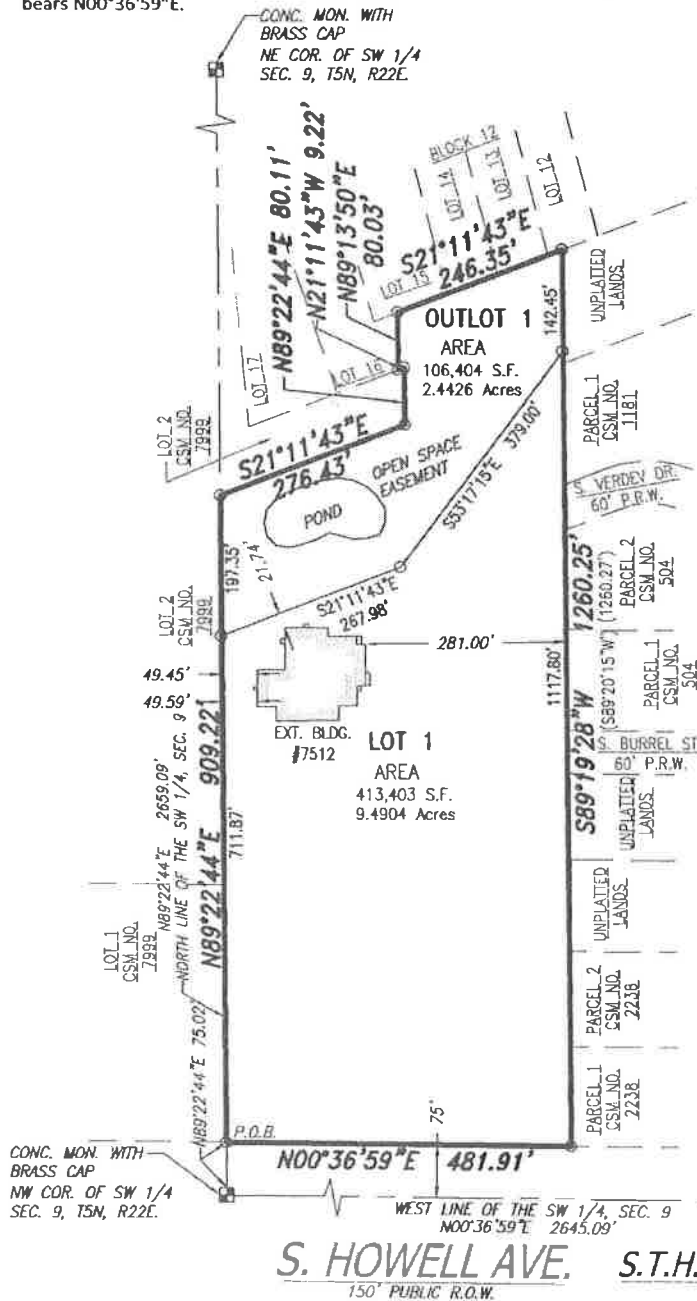 bears N00°36'59"E.
CONC. MON. WITH
BRASS CAP
NE COR. OF SW 1/4
SEC. 9, T5N, R22E.
N89°22'44"E 80.11'
N21°11'43"W 9.22'
N89°13'50"E
80.03'
BLOCK 12
LOT 14
LOT 13
LOT 12
S21°11'43"E
246.35'
LOT 15
LOT 16
LOT 17
OUTLOT 1
AREA
106,404 S.F.
2.4426 Acres
142.45'
UNPLATTED
LANDS
LOT 2
CSM NO.
7999
S21°11'43"E
276.43'
OPEN SPACE
EASEMENT
POND
S53°17'15"E 379.00'
PARCEL 1
CSM NO.
1181
S. VERDEV DR.
60' P.R.W.
197.35'
21.74'
S21°11'43"E
267.98'
LOT 2
CSM NO.
7999
PARCEL 2
CSM NO.
504
49.45'
49.59'
281.00'
EXT. BLDG.
#7512
LOT 1
AREA
413,403 S.F.
9.4904 Acres
1117.80'
S89°19'28"W 1260.25'
(S89°20'15"W) (1260.27')
PARCEL 1
CSM NO.
504
S. BURREL ST
60' P.R.W.
UNPLATTED
LANDS
N89°22'44"E 2659.09'
NORTH LINE OF THE SW 1/4, SEC. 9
N89°22'44"E 909.22'
711.87'
LOT 1
CSM NO.
7999
UNPLATTED
LANDS
PARCEL 2
CSM NO.
2238
PARCEL 1
CSM NO.
2238
N89°22'44"E 75.02'
P.O.B.
75'
N00°36'59"E 481.91'
CONC. MON. WITH
BRASS CAP
NW COR. OF SW 1/4
SEC. 9, T5N, R22E.
WEST LINE OF THE SW 1/4, SEC. 9
N00°36'59"E 2645.09'
S. HOWELL AVE. S.T.H.
150' PUBLIC R.O.W.